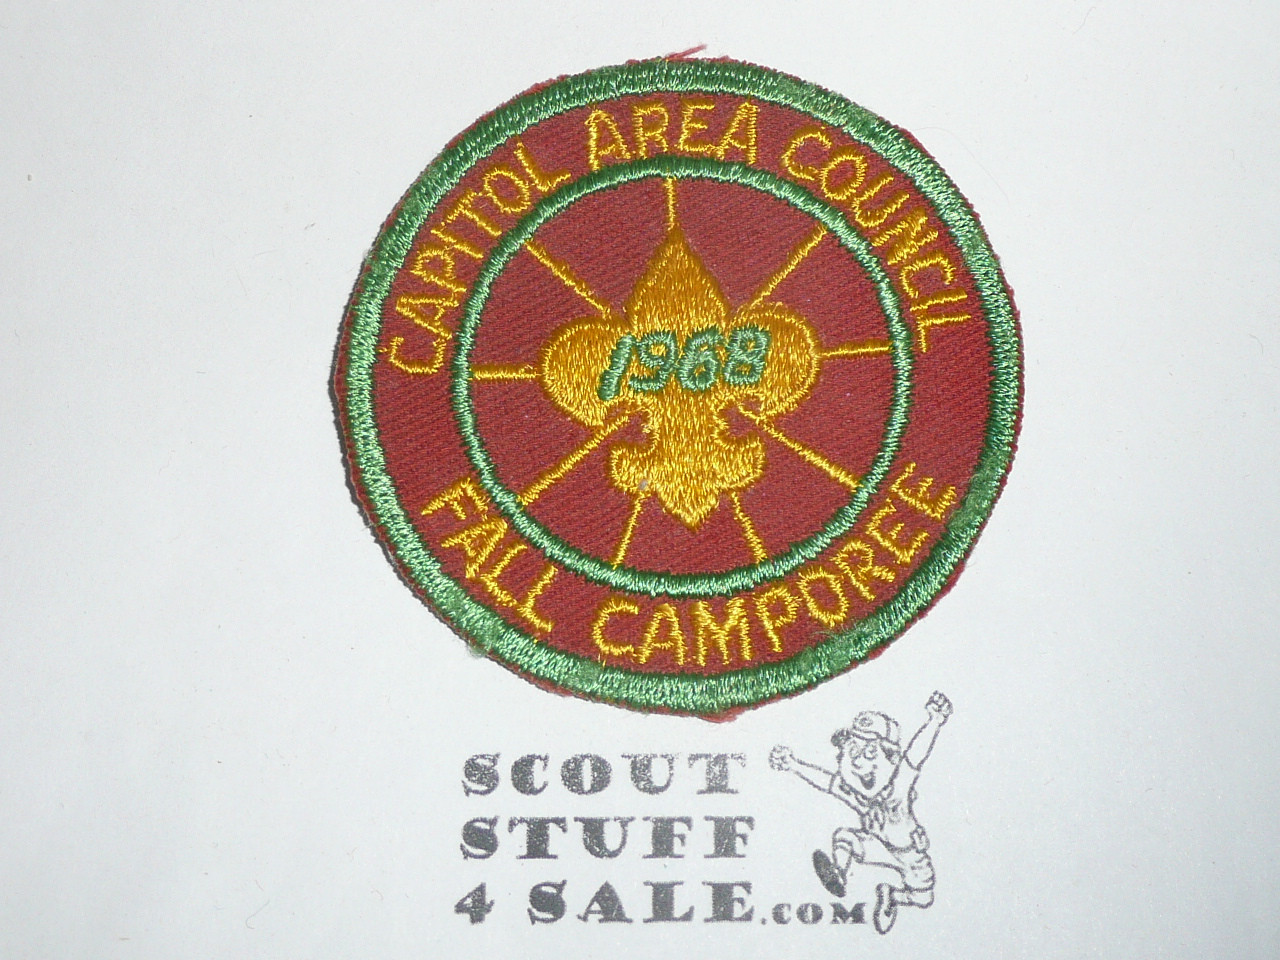 CAPITOL AREA COUNCIL
1968
FALL CAMPOREE
SCOUT
STUFF
4 SALE.COM